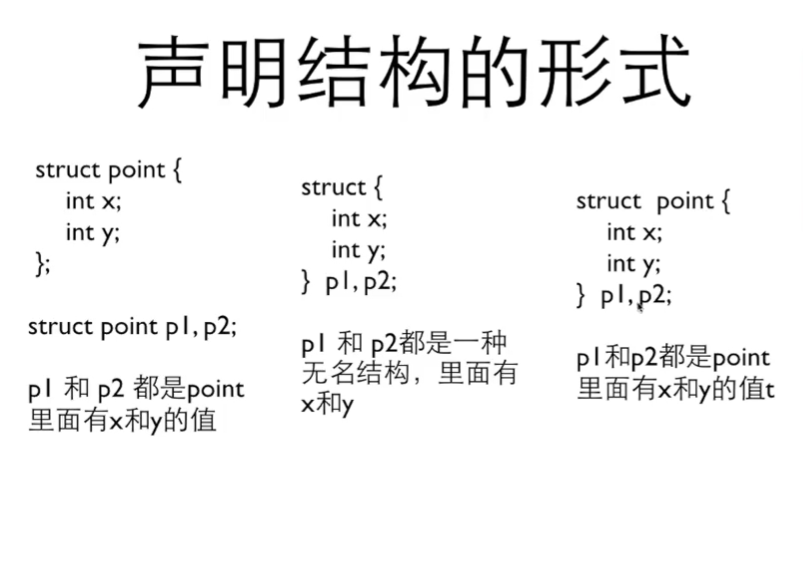 声明结构的形式
struct point {
int x;
int y;
};
struct point p1, p2;
p1 和 p2 都是point
里面有x和y的值
struct {
int x;
int y;
} p1, p2;
p1 和 p2都是一种
无名结构，里面有
x和y
struct point {
int x;
int y;
} p1, p2;
p1和p2都是point
里面有x和y的值t